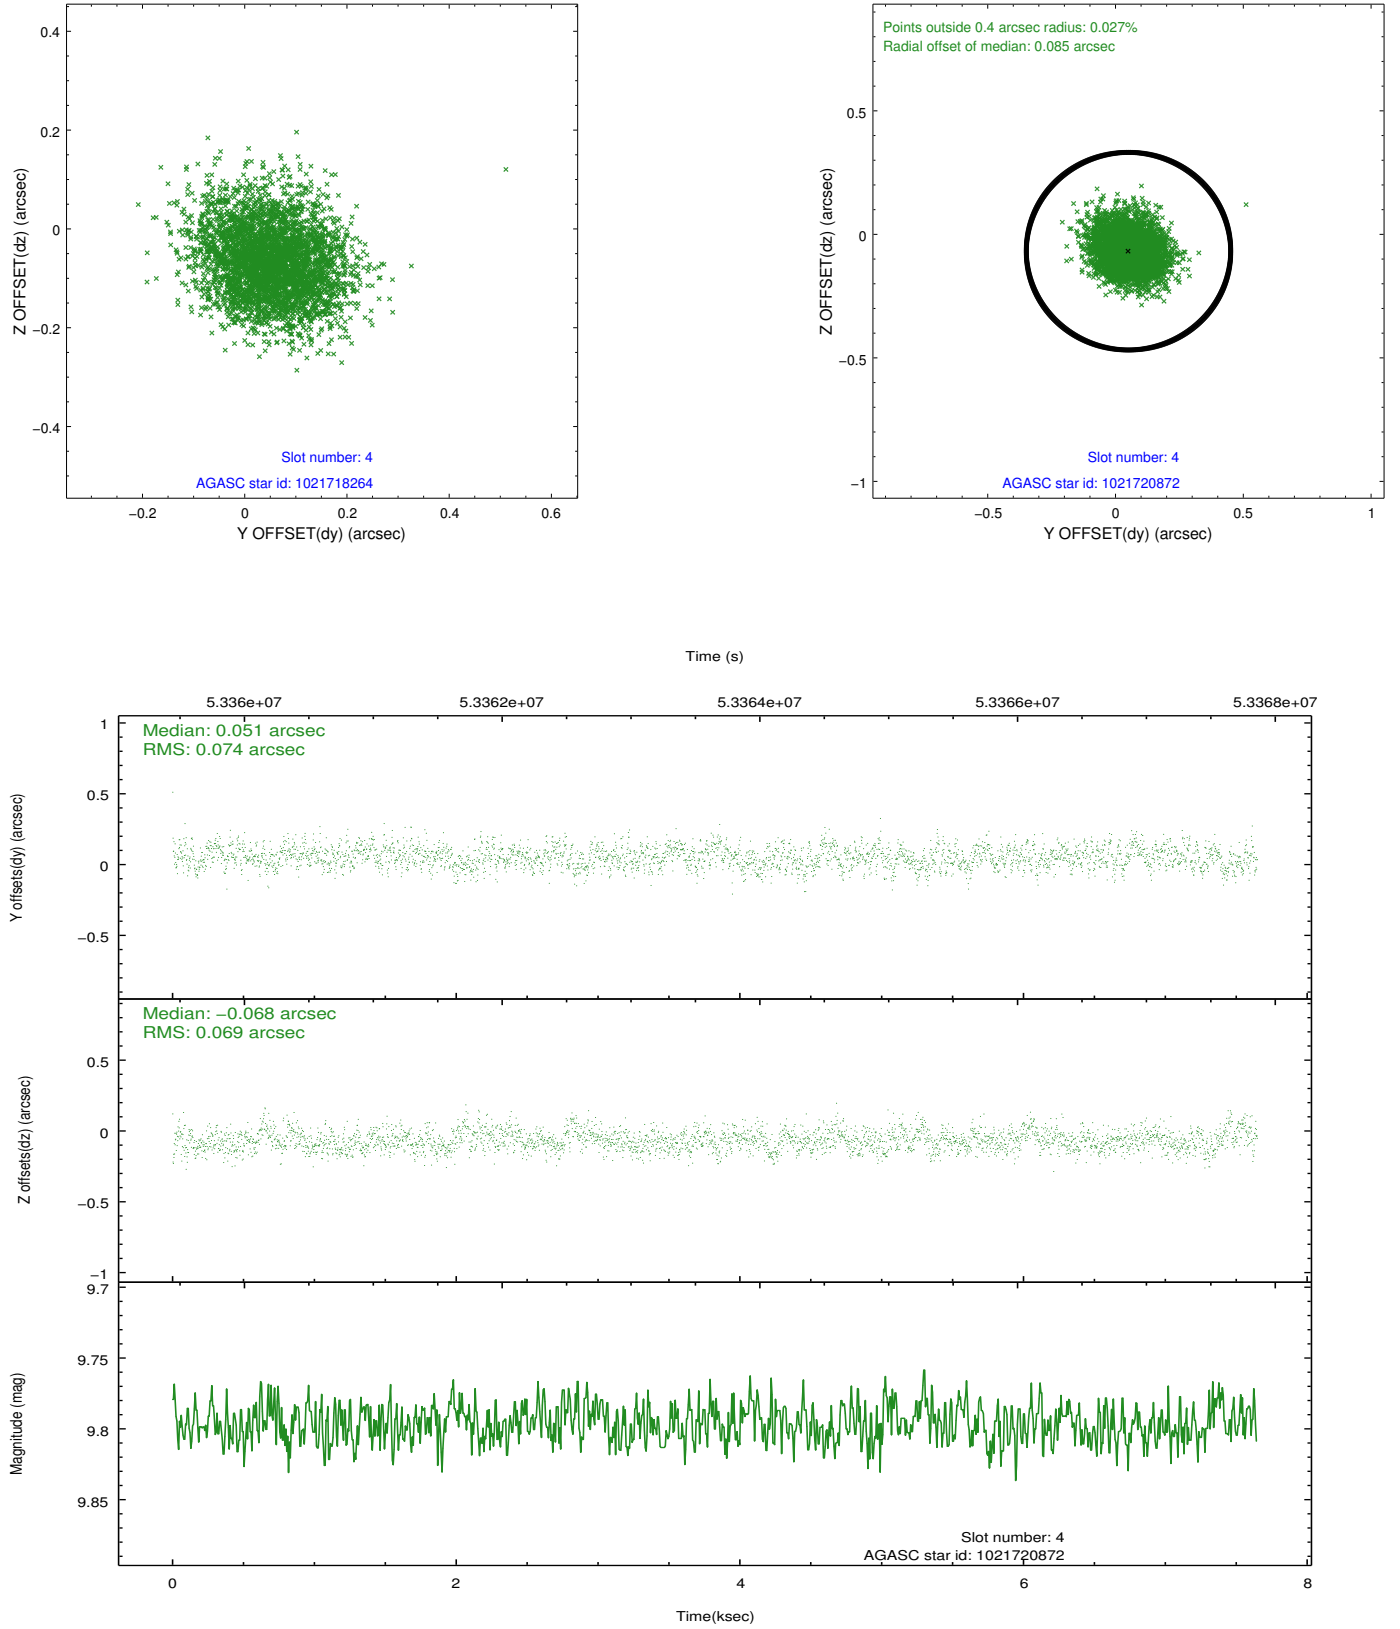 0.4
0.2
0
−0.2
−0.4
Z OFFSET(dz) (arcsec)
Slot number: 4
AGASC star id: 1021718264
−0.2 0 0.2 0.4 0.6
Y OFFSET(dy) (arcsec)
Points outside 0.4 arcsec radius: 0.027%
Radial offset of median: 0.085 arcsec
0.5
0
−0.5
−1
Z OFFSET(dz) (arcsec)
Slot number: 4
AGASC star id: 1021720872
−0.5 0 0.5 1
Y OFFSET(dy) (arcsec)
Time (s)
5.336e+07 5.3362e+07 5.3364e+07 5.3366e+07 5.3368e+07
Median: 0.051 arcsec
RMS: 0.074 arcsec
1
0.5
0
−0.5
Y offsets(dy) (arcsec)
Median: −0.068 arcsec
RMS: 0.069 arcsec
0.5
0
−0.5
−1
Z offsets(dz) (arcsec)
9.7
9.75
9.8
9.85
Magnitude (mag)
Slot number: 4
AGASC star id: 1021720872
0 2 4 6 8
Time(ksec)